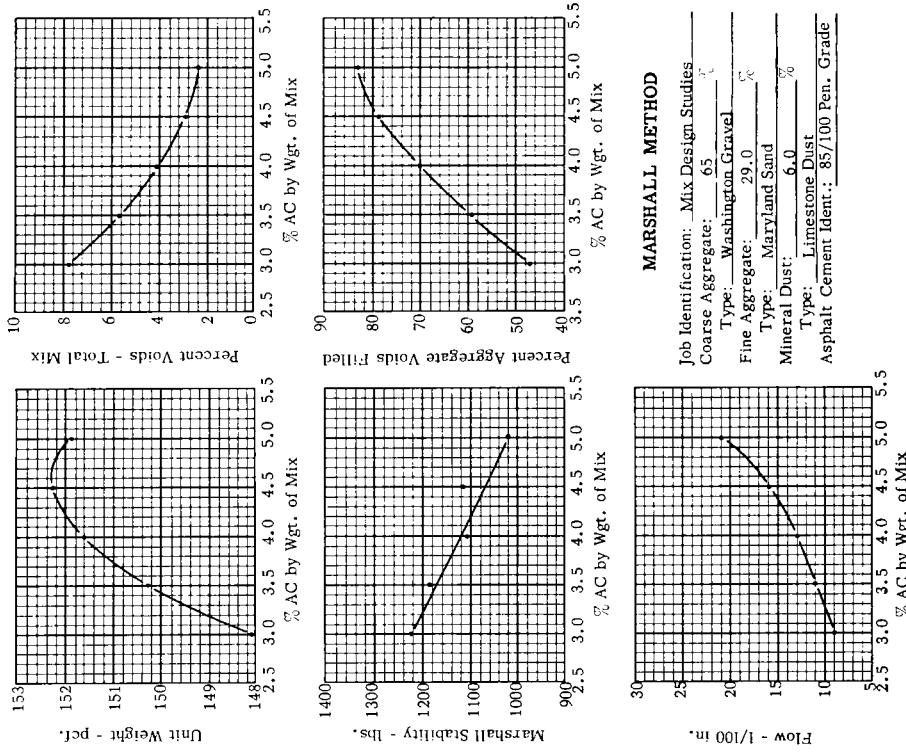 Unit Weight - pcf.
153
152
151
150
149
148
2.5 3.0 3.5 4.0 4.5 5.0 5.5
% AC by Wgt. of Mix
Percent Voids - Total Mix
10
8
6
4
2
0
2.5 3.0 3.5 4.0 4.5 5.0 5.5
% AC by Wgt. of Mix
Marshall Stability - lbs.
1400
1300
1200
1100
1000
900
2.5 3.0 3.5 4.0 4.5 5.0 5.5
% AC by Wgt. of Mix
Percent Aggregate Voids Filled
90
80
70
60
50
40
2.5 3.0 3.5 4.0 4.5 5.0 5.5
% AC by Wgt. of Mix
Flow - 1/100 in.
30
25
20
15
10
5
2.5 3.0 3.5 4.0 4.5 5.0 5.5
% AC by Wgt. of Mix
MARSHALL METHOD
Job Identification: Mix Design Studies
Coarse Aggregate: 65 %
Type: Washington Gravel
Fine Aggregate: 29.0 %
Type: Maryland Sand
Mineral Dust: 6.0 %
Type: Limestone Dust
Asphalt Cement Ident.: 85/100 Pen. Grade